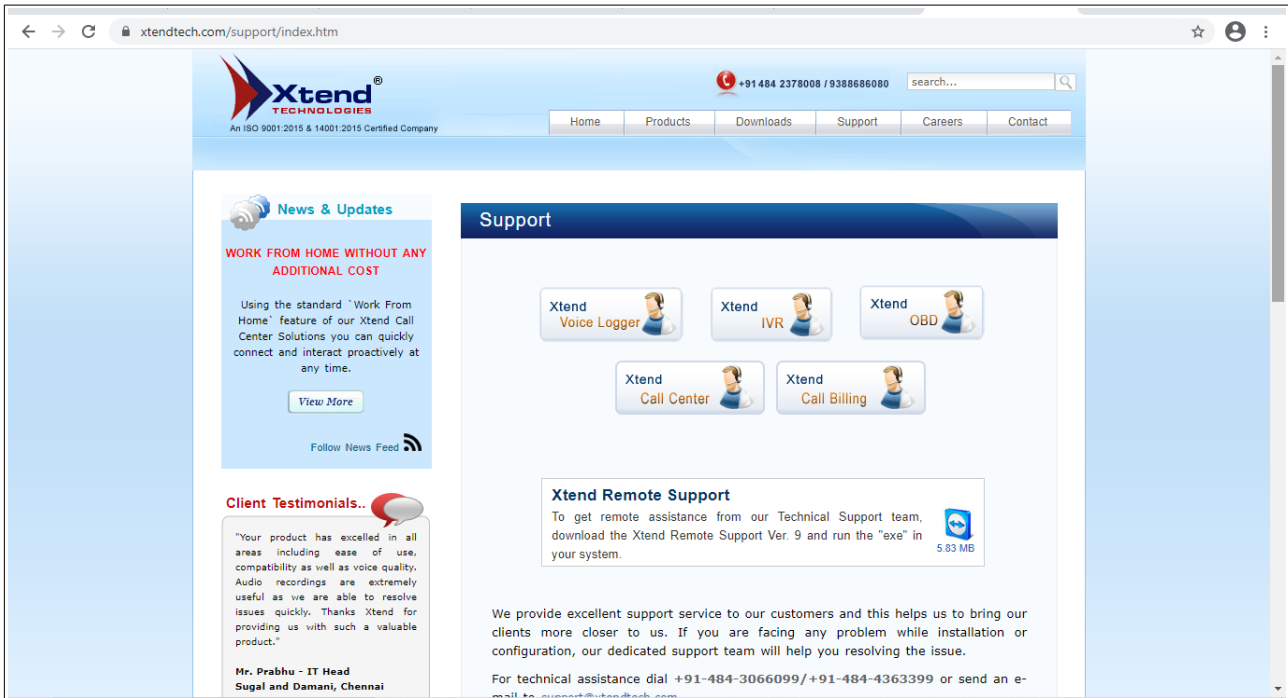 xtendtech.com/support/index.htm
Xtend®
TECHNOLOGIES
An ISO 9001:2015 & 14001:2015 Certified Company
+91 484 2378008 / 9388686080
search...
Home Products Downloads Support Careers Contact
News & Updates
WORK FROM HOME WITHOUT ANY
ADDITIONAL COST
Using the standard `Work From
Home` feature of our Xtend Call
Center Solutions you can quickly
connect and interact proactively at
any time.
View More
Follow News Feed
Client Testimonials..
"Your product has excelled in all
areas including ease of use,
compatibility as well as voice quality.
Audio recordings are extremely
useful as we are able to resolve
issues quickly. Thanks Xtend for
providing us with such a valuable
product."
Mr. Prabhu - IT Head
Sugal and Damani, Chennai
Support
Xtend
Voice Logger
Xtend
IVR
Xtend
OBD
Xtend
Call Center
Xtend
Call Billing
Xtend Remote Support
To get remote assistance from our Technical Support team,
download the Xtend Remote Support Ver. 9 and run the "exe" in
your system.
5.83 MB
We provide excellent support service to our customers and this helps us to bring our
clients more closer to us. If you are facing any problem while installation or
configuration, our dedicated support team will help you resolving the issue.
For technical assistance dial +91-484-3066099/+91-484-4363399 or send an e-
mail to support@xtendtech.com